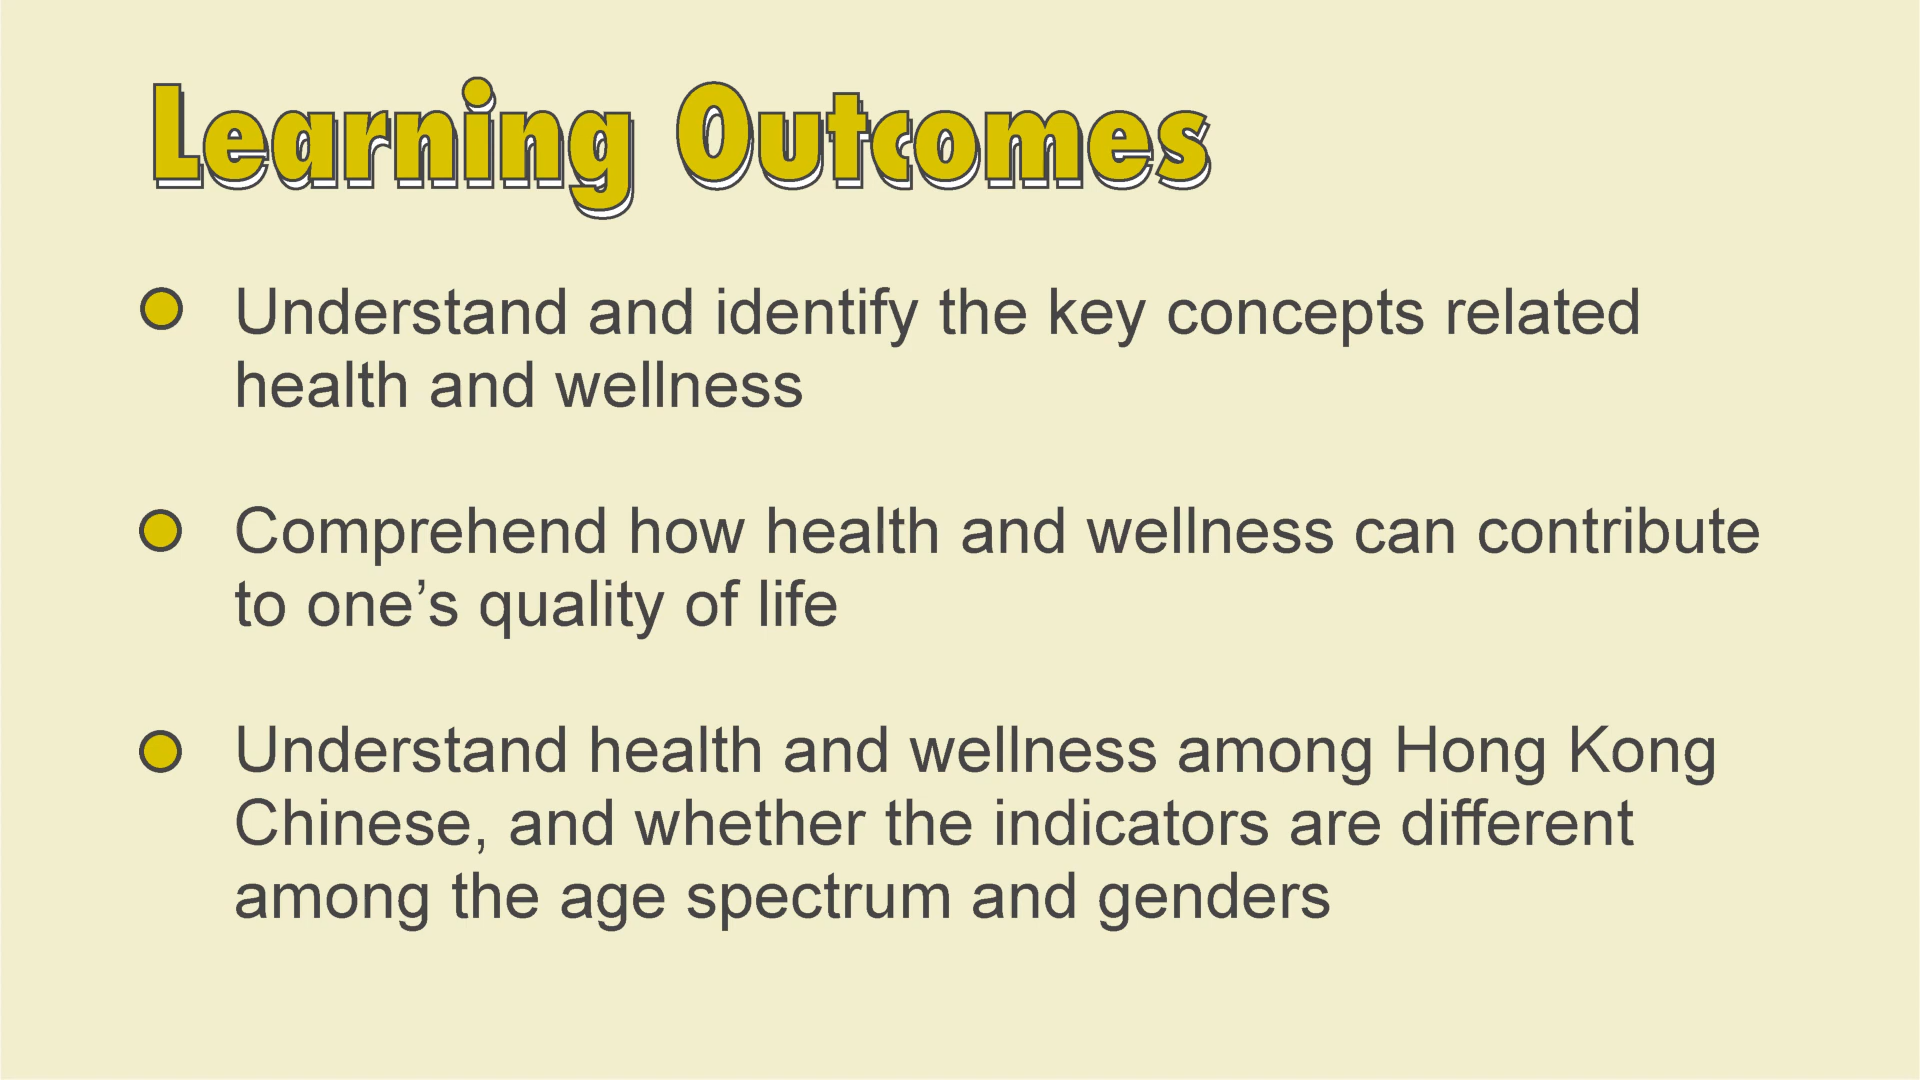 Learning Outcomes
Understand and identify the key concepts related
health and wellness
Comprehend how health and wellness can contribute
to one’s quality of life
Understand health and wellness among Hong Kong
Chinese, and whether the indicators are different
among the age spectrum and genders